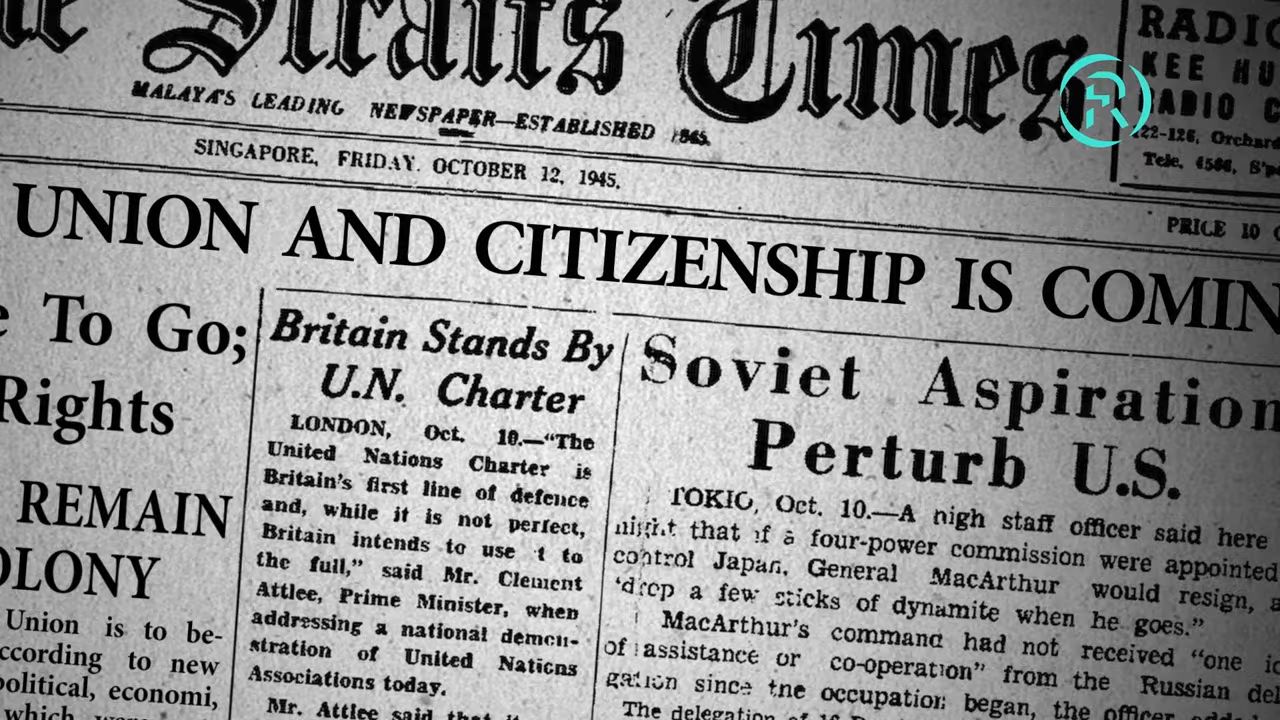 The Straits Times
MALAYA'S LEADING NEWSPAPER—ESTABLISHED 1845.
SINGAPORE, FRIDAY, OCTOBER 12, 1945.
RADIO
KEE HU
RADIO C
122-126, Orchard
Tele. 4566, S'p
PRICE 10 C
UNION AND CITIZENSHIP IS COMIN
e To Go;
Rights
REMAIN
OLONY
Union is to be-
ccording to new
political, economi,
which
Britain Stands By
U.N. Charter
LONDON, Oct. 10.—"The
United Nations Charter is
Britain's first line of defence
and, while it is not perfect,
Britain intends to use it to
the full," said Mr. Clement
Attlee, Prime Minister, when
addressing a national demon-
stration of United Nations
Associations today.
Mr. Attlee said that it
Soviet Aspiration
Perturb U.S.
TOKIO, Oct. 10.—A high staff officer said here
night that if a four-power commission were appointed
control Japan, General MacArthur would resign, a
'drop a few sticks of dynamite when he goes."
MacArthur's command had not received "one i
of assistance or co-operation" from the Russian del
gation since the occupation began, the officer added
The delegation of